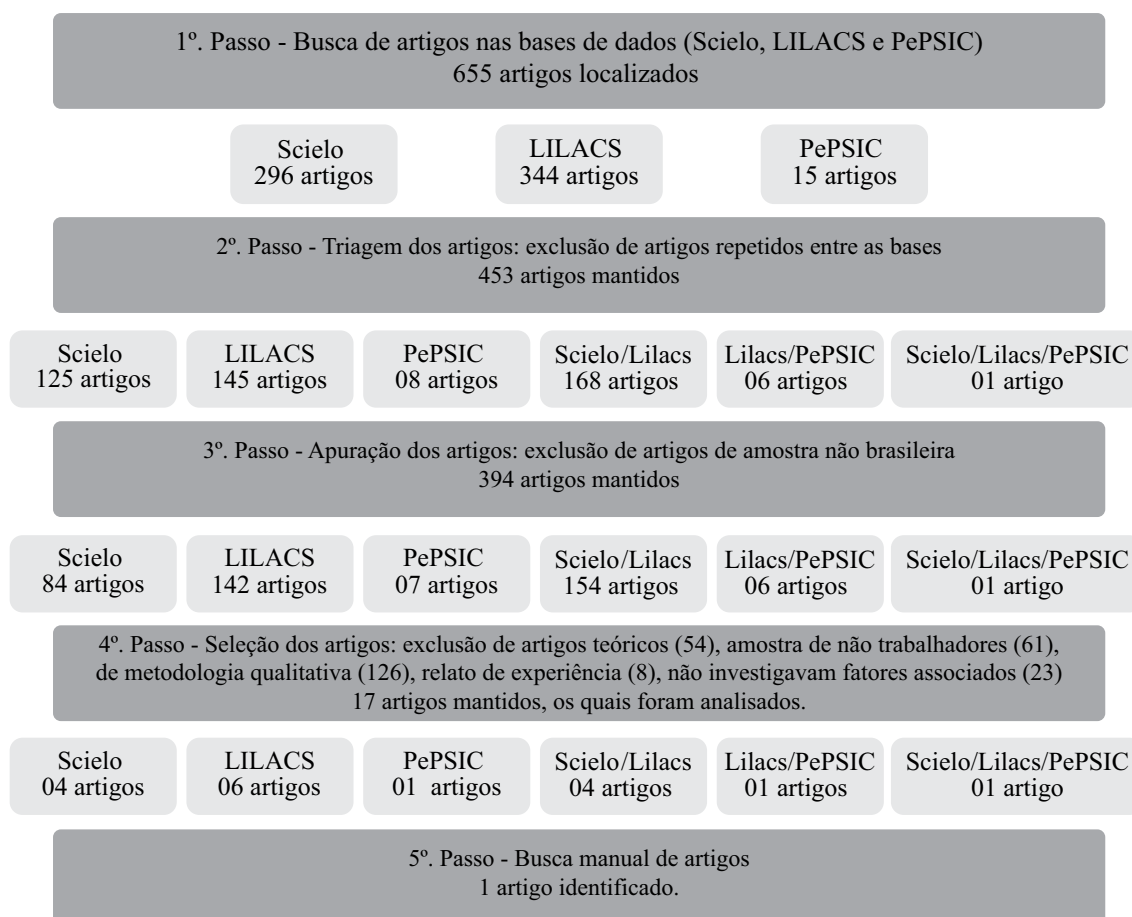 1º. Passo - Busca de artigos nas bases de dados (Scielo, LILACS e PePSIC)
655 artigos localizados
Scielo
296 artigos
LILACS
344 artigos
PePSIC
15 artigos
2º. Passo - Triagem dos artigos: exclusão de artigos repetidos entre as bases
453 artigos mantidos
Scielo
125 artigos
LILACS
145 artigos
PePSIC
08 artigos
Scielo/Lilacs
168 artigos
Lilacs/PePSIC
06 artigos
Scielo/Lilacs/PePSIC
01 artigo
3º. Passo - Apuração dos artigos: exclusão de artigos de amostra não brasileira
394 artigos mantidos
Scielo
84 artigos
LILACS
142 artigos
PePSIC
07 artigos
Scielo/Lilacs
154 artigos
Lilacs/PePSIC
06 artigos
Scielo/Lilacs/PePSIC
01 artigo
4º. Passo - Seleção dos artigos: exclusão de artigos teóricos (54), amostra de não trabalhadores (61),
de metodologia qualitativa (126), relato de experiência (8), não investigavam fatores associados (23)
17 artigos mantidos, os quais foram analisados.
Scielo
04 artigos
LILACS
06 artigos
PePSIC
01 artigos
Scielo/Lilacs
04 artigos
Lilacs/PePSIC
01 artigos
Scielo/Lilacs/PePSIC
01 artigo
5º. Passo - Busca manual de artigos
1 artigo identificado.